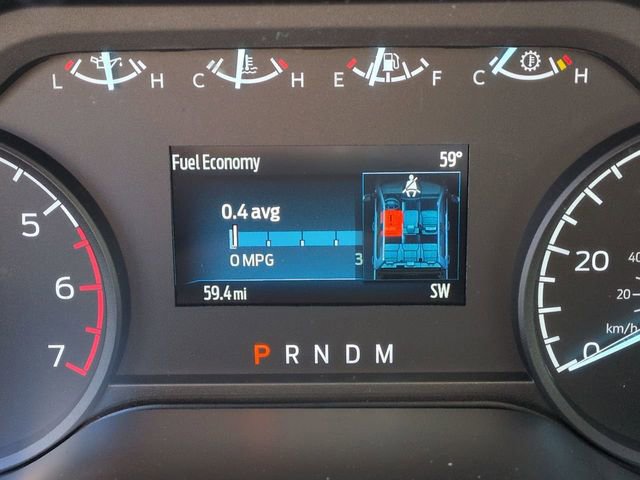 L H C H E F C H
Fuel Economy 59°
0.4 avg
0 MPG 3
59.4 mi SW
P R N D M
5
6
7
20
0
40
20
km/h